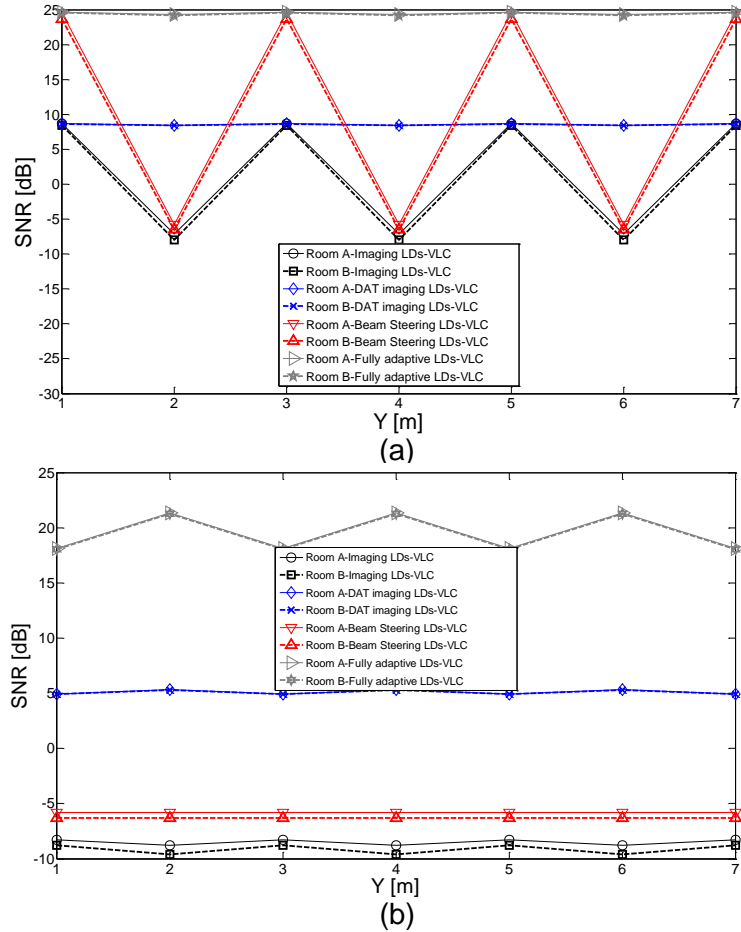 25
20
15
10
5
0
-5
-10
-15
-20
-25
-30
SNR [dB]
Room A-Imaging LDs-VLC
Room B-Imaging LDs-VLC
Room A-DAT imaging LDs-VLC
Room B-DAT imaging LDs-VLC
Room A-Beam Steering LDs-VLC
Room B-Beam Steering LDs-VLC
Room A-Fully adaptive LDs-VLC
Room B-Fully adaptive LDs-VLC
1 2 3 4 5 6 7
Y [m]
(a)
25
20
15
10
5
0
-5
-10
SNR [dB]
Room A-Imaging LDs-VLC
Room B-Imaging LDs-VLC
Room A-DAT imaging LDs-VLC
Room B-DAT imaging LDs-VLC
Room A-Beam Steering LDs-VLC
Room B-Beam Steering LDs-VLC
Room A-Fully adaptive LDs-VLC
Room B-Fully adaptive LDs-VLC
1 2 3 4 5 6 7
Y [m]
(b)